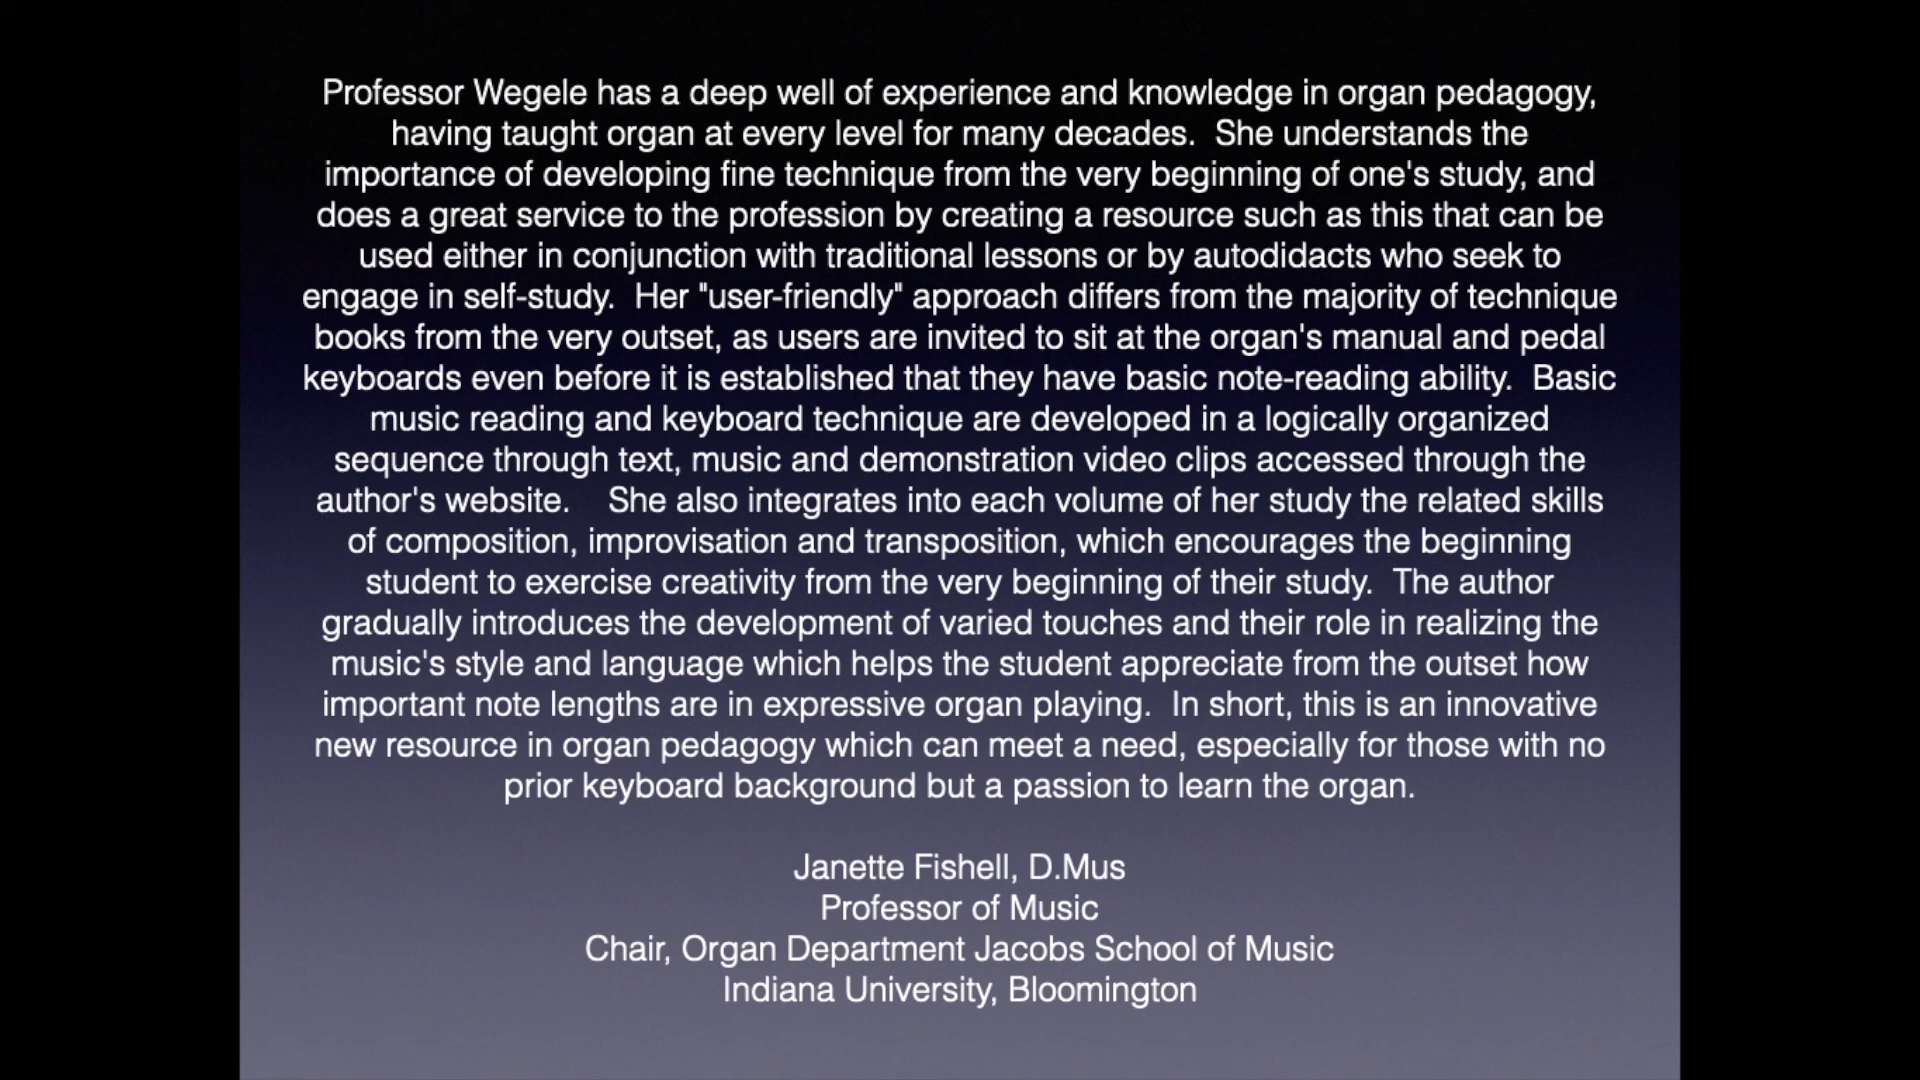 Professor Wegele has a deep well of experience and knowledge in organ pedagogy,
having taught organ at every level for many decades.  She understands the
importance of developing fine technique from the very beginning of one's study, and
does a great service to the profession by creating a resource such as this that can be
used either in conjunction with traditional lessons or by autodidacts who seek to
engage in self-study.  Her "user-friendly" approach differs from the majority of technique
books from the very outset, as users are invited to sit at the organ's manual and pedal
keyboards even before it is established that they have basic note-reading ability.  Basic
music reading and keyboard technique are developed in a logically organized
sequence through text, music and demonstration video clips accessed through the
author's website.    She also integrates into each volume of her study the related skills
of composition, improvisation and transposition, which encourages the beginning
student to exercise creativity from the very beginning of their study.  The author
gradually introduces the development of varied touches and their role in realizing the
music's style and language which helps the student appreciate from the outset how
important note lengths are in expressive organ playing.  In short, this is an innovative
new resource in organ pedagogy which can meet a need, especially for those with no
prior keyboard background but a passion to learn the organ.
Janette Fishell, D.Mus
Professor of Music
Chair, Organ Department Jacobs School of Music
Indiana University, Bloomington